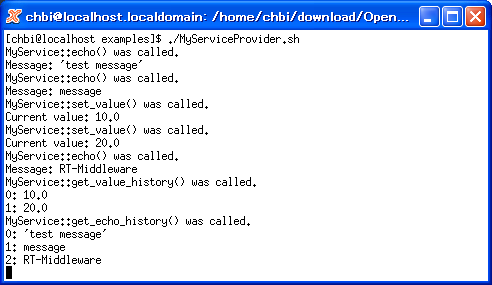 chbi@localhost.localdomain: /home/chbi/download/Open...
[chbi@localhost examples]$ ./MyServiceProvider.sh
MyService::echo() was called.
Message: 'test message'
MyService::echo() was called.
Message: message
MyService::set_value() was called.
Current value: 10.0
MyService::set_value() was called.
Current value: 20.0
MyService::echo() was called.
Message: RT-Middleware
MyService::get_value_history() was called.
0: 10.0
1: 20.0
MyService::get_echo_history() was called.
0: 'test message'
1: message
2: RT-Middleware